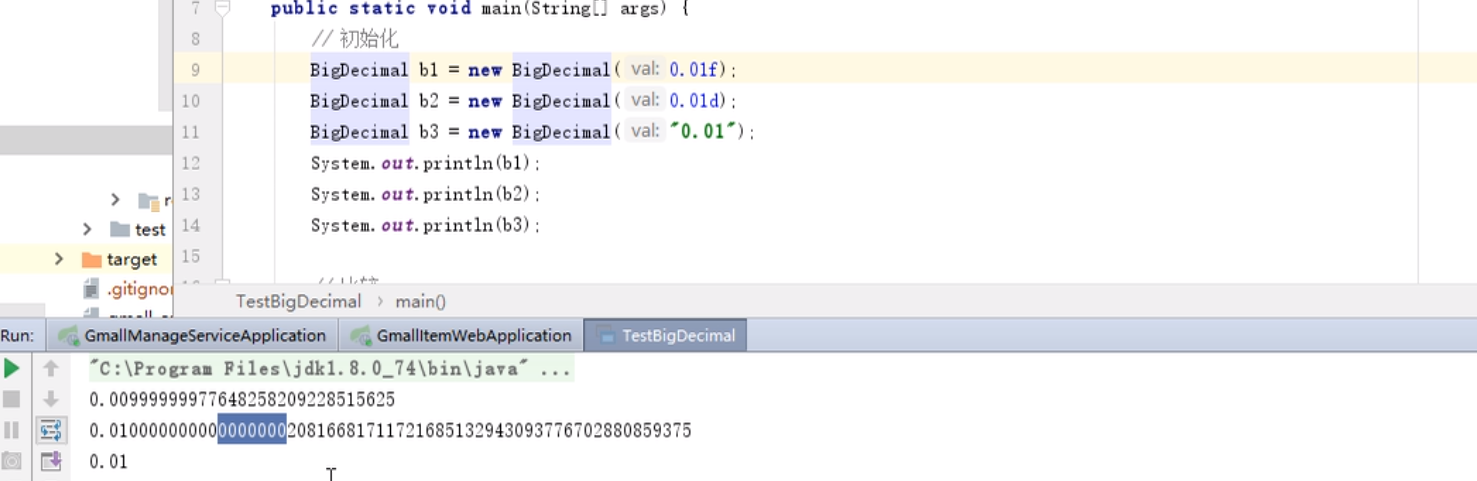 7 public static void main(String[] args) {
8 // 初始化
9 BigDecimal b1 = new BigDecimal( val: 0.01f);
10 BigDecimal b2 = new BigDecimal( val: 0.01d);
11 BigDecimal b3 = new BigDecimal( val: "0.01");
12 System.out.println(b1);
13 System.out.println(b2);
14 System.out.println(b3);
15
test
target
.gitignor
TestBigDecimal > main()
Run: GmallManageServiceApplication GmallItemWebApplication TestBigDecimal
"C:\Program Files\jdk1.8.0_74\bin\java" ...
0.00999999977648258209228515625
0.01000000000000000020816681711721685132943093776702880859375
0.01